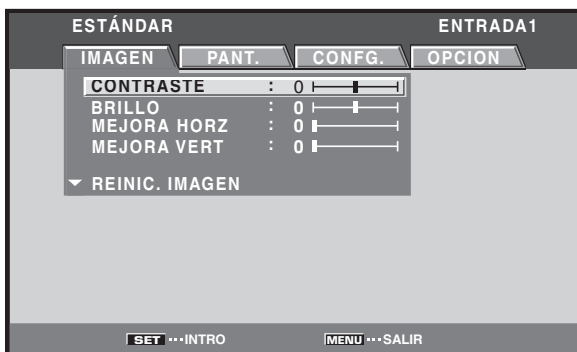 ESTÁNDAR ENTRADA1
IMAGEN PANT. CONFG. OPCION
CONTRASTE : 0
BRILLO : 0
MEJORA HORZ : 0
MEJORA VERT : 0
REINIC. IMAGEN
SET ···INTRO MENU ···SALIR